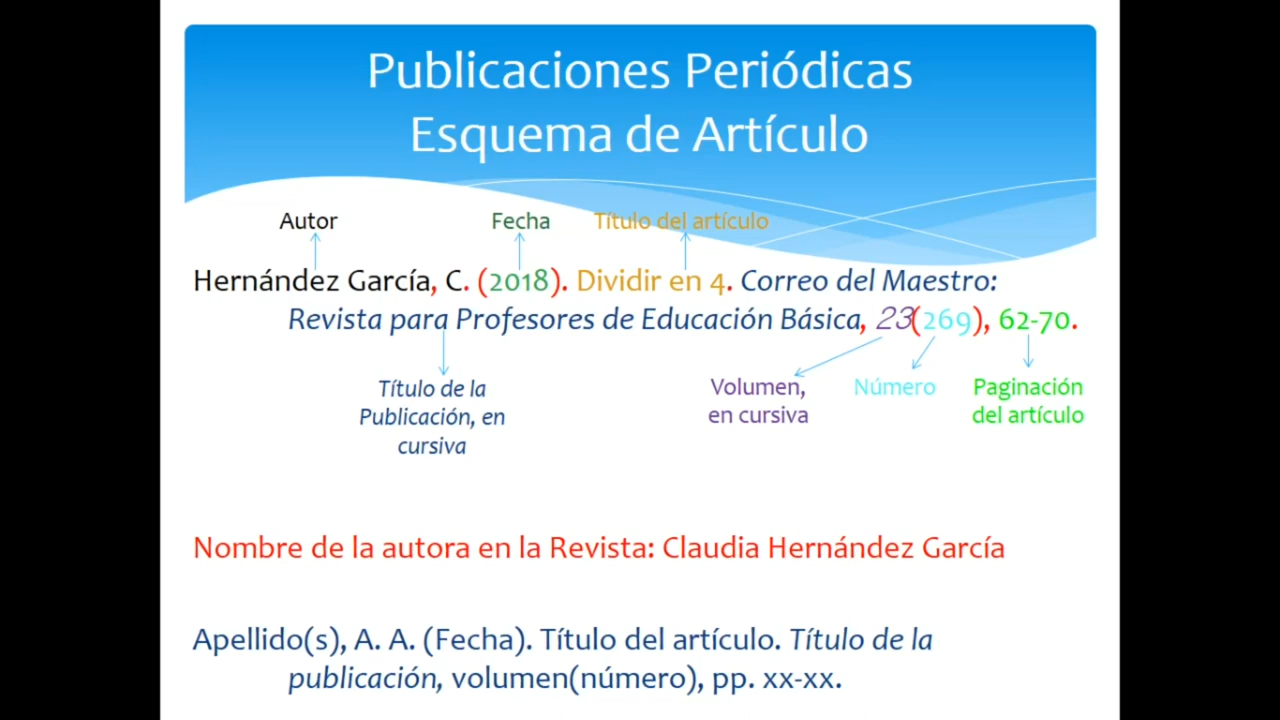 Publicaciones Periódicas
Esquema de Artículo
Autor
Fecha
Título del artículo
Hernández García, C. (2018). Dividir en 4. Correo del Maestro:
Revista para Profesores de Educación Básica, 23(269), 62-70.
Título de la
Publicación, en
cursiva
Volumen,
en cursiva
Número
Paginación
del artículo
Nombre de la autora en la Revista: Claudia Hernández García
Apellido(s), A. A. (Fecha). Título del artículo. Título de la
publicación, volumen(número), pp. xx-xx.